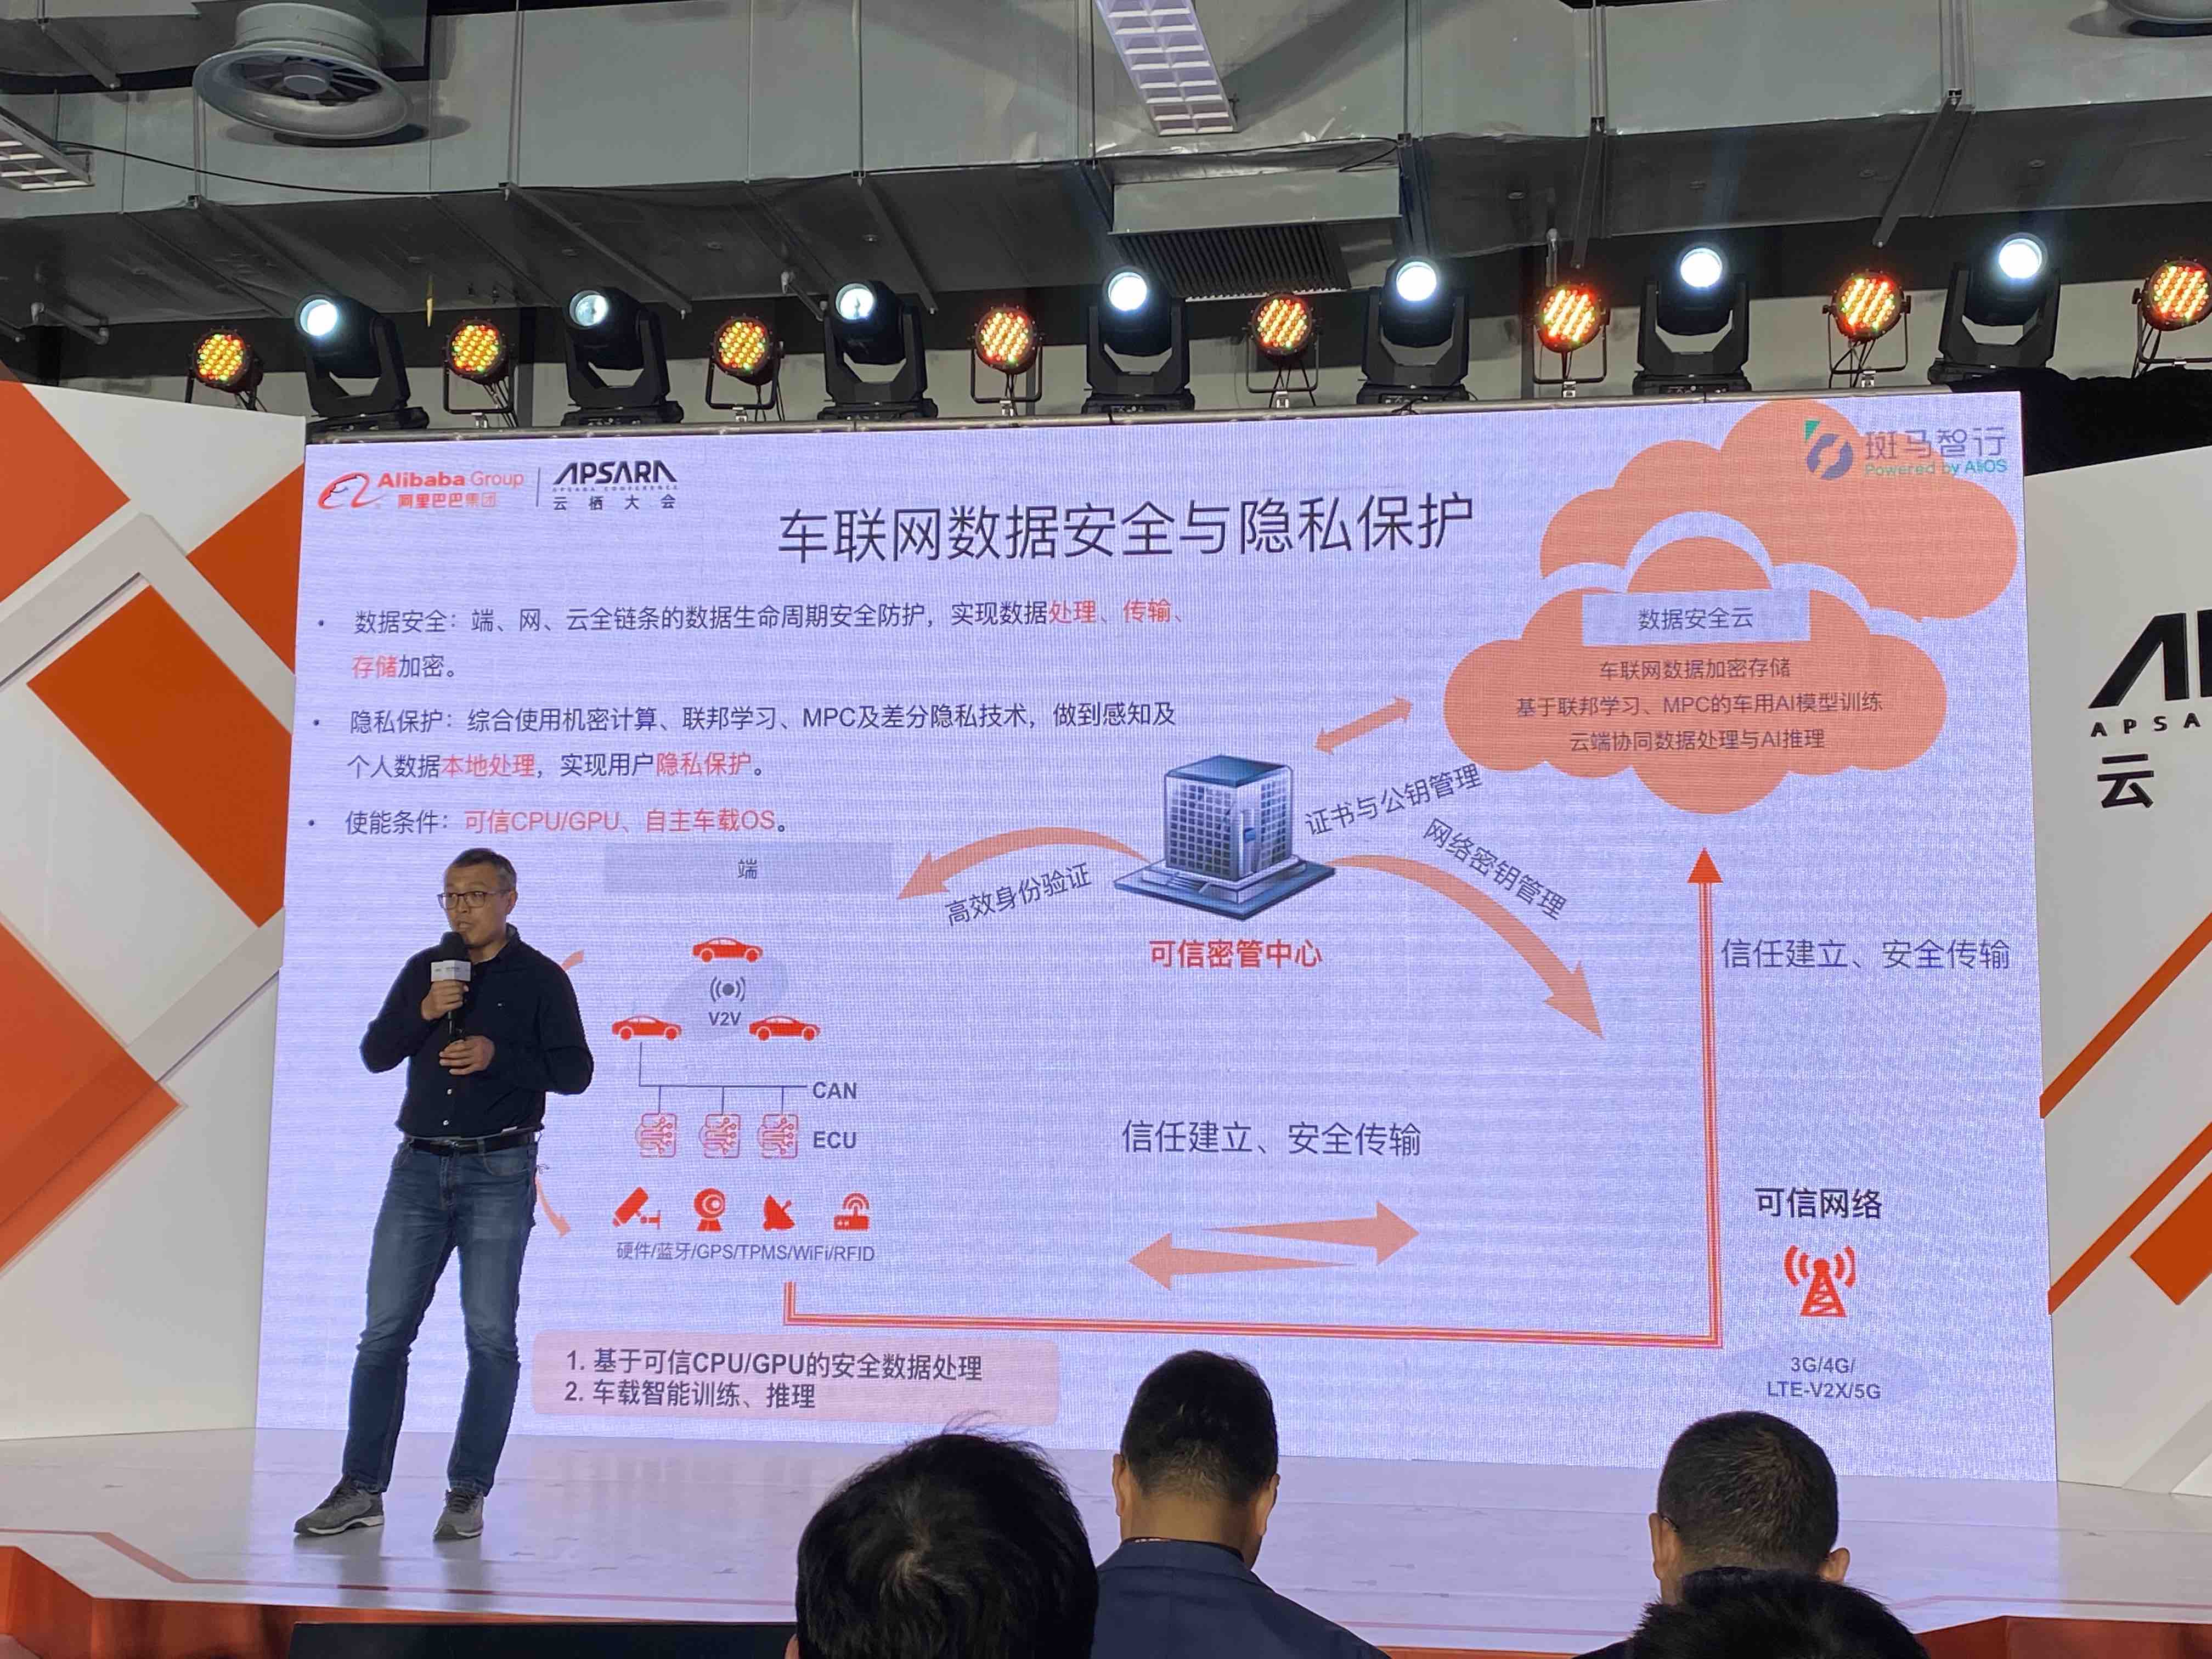 Alibaba Group
阿里巴巴集团
APSARA
APSARA CONFERENCE
云栖大会
斑马智行
Powered by AliOS
车联网数据安全与隐私保护
• 数据安全：端、网、云全链条的数据生命周期安全防护，实现数据处理、传输、
存储加密。
• 隐私保护：综合使用机密计算、联邦学习、MPC及差分隐私技术，做到感知及
个人数据本地处理，实现用户隐私保护。
• 使能条件：可信CPU/GPU、自主车载OS。
数据安全云
车联网数据加密存储
基于联邦学习、MPC的车用AI模型训练
云端协同数据处理与AI推理
证书与公钥管理
网络密钥管理
高效身份验证
可信密管中心
端
V2V
CAN
ECU
硬件/蓝牙/GPS/TPMS/WiFi/RFID
信任建立、安全传输
信任建立、安全传输
可信网络
3G/4G/
LTE-V2X/5G
1. 基于可信CPU/GPU的安全数据处理
2. 车载智能训练、推理
APSA
云